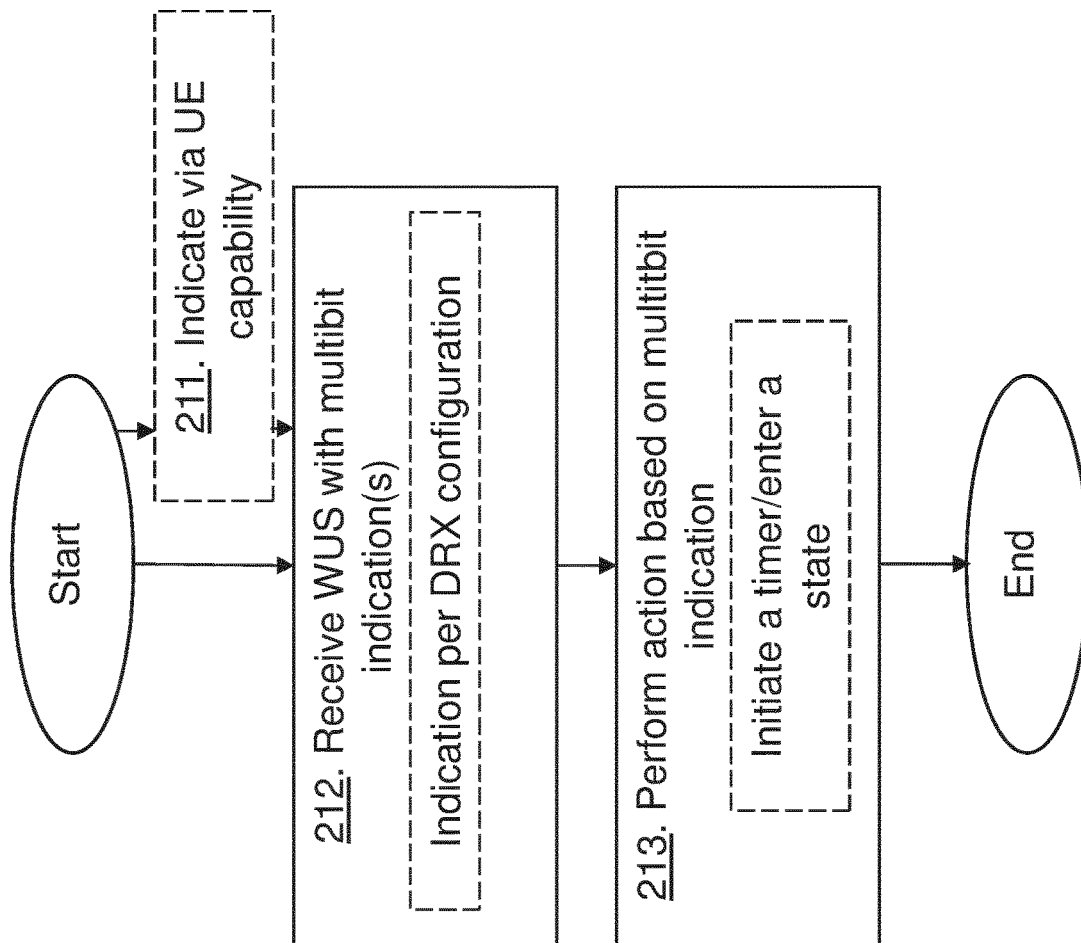 Start
211. Indicate via UE
capability
212. Receive WUS with multibit
indication(s)
Indication per DRX configuration
213. Perform action based on multitbit
indication
Initiate a timer/enter a
state
End